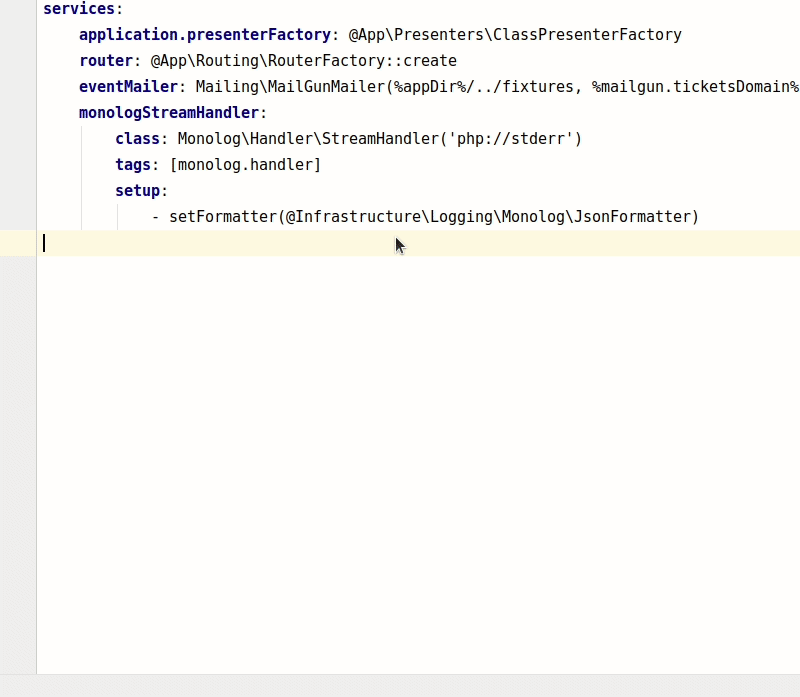 services:
    application.presenterFactory: @App\Presenters\ClassPresenterFactory
    router: @App\Routing\RouterFactory::create
    eventMailer: Mailing\MailGunMailer(%appDir%/../fixtures, %mailgun.ticketsDomain%
    monologStreamHandler:
        class: Monolog\Handler\StreamHandler('php://stderr')
        tags: [monolog.handler]
        setup:
            - setFormatter(@Infrastructure\Logging\Monolog\JsonFormatter)